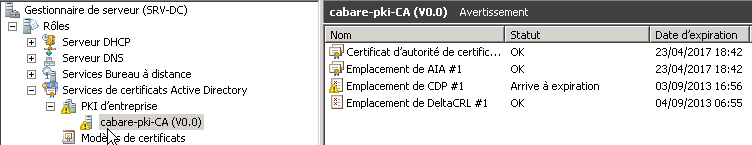 Gestionnaire de serveur (SRV-DC)
Rôles
Serveur DHCP
Serveur DNS
Services Bureau à distance
Services de certificats Active Directory
PKI d'entreprise
cabare-pki-CA (V0.0)
Modèles de certificats
cabare-pki-CA (V0.0) Avertissement
Nom Statut Date d'expiration
Certificat d'autorité de certific... OK 23/04/2017 18:42
Emplacement de AIA #1 OK 23/04/2017 18:42
Emplacement de CDP #1 Arrive à expiration 03/09/2013 16:56
Emplacement de DeltaCRL #1 OK 04/09/2013 06:55